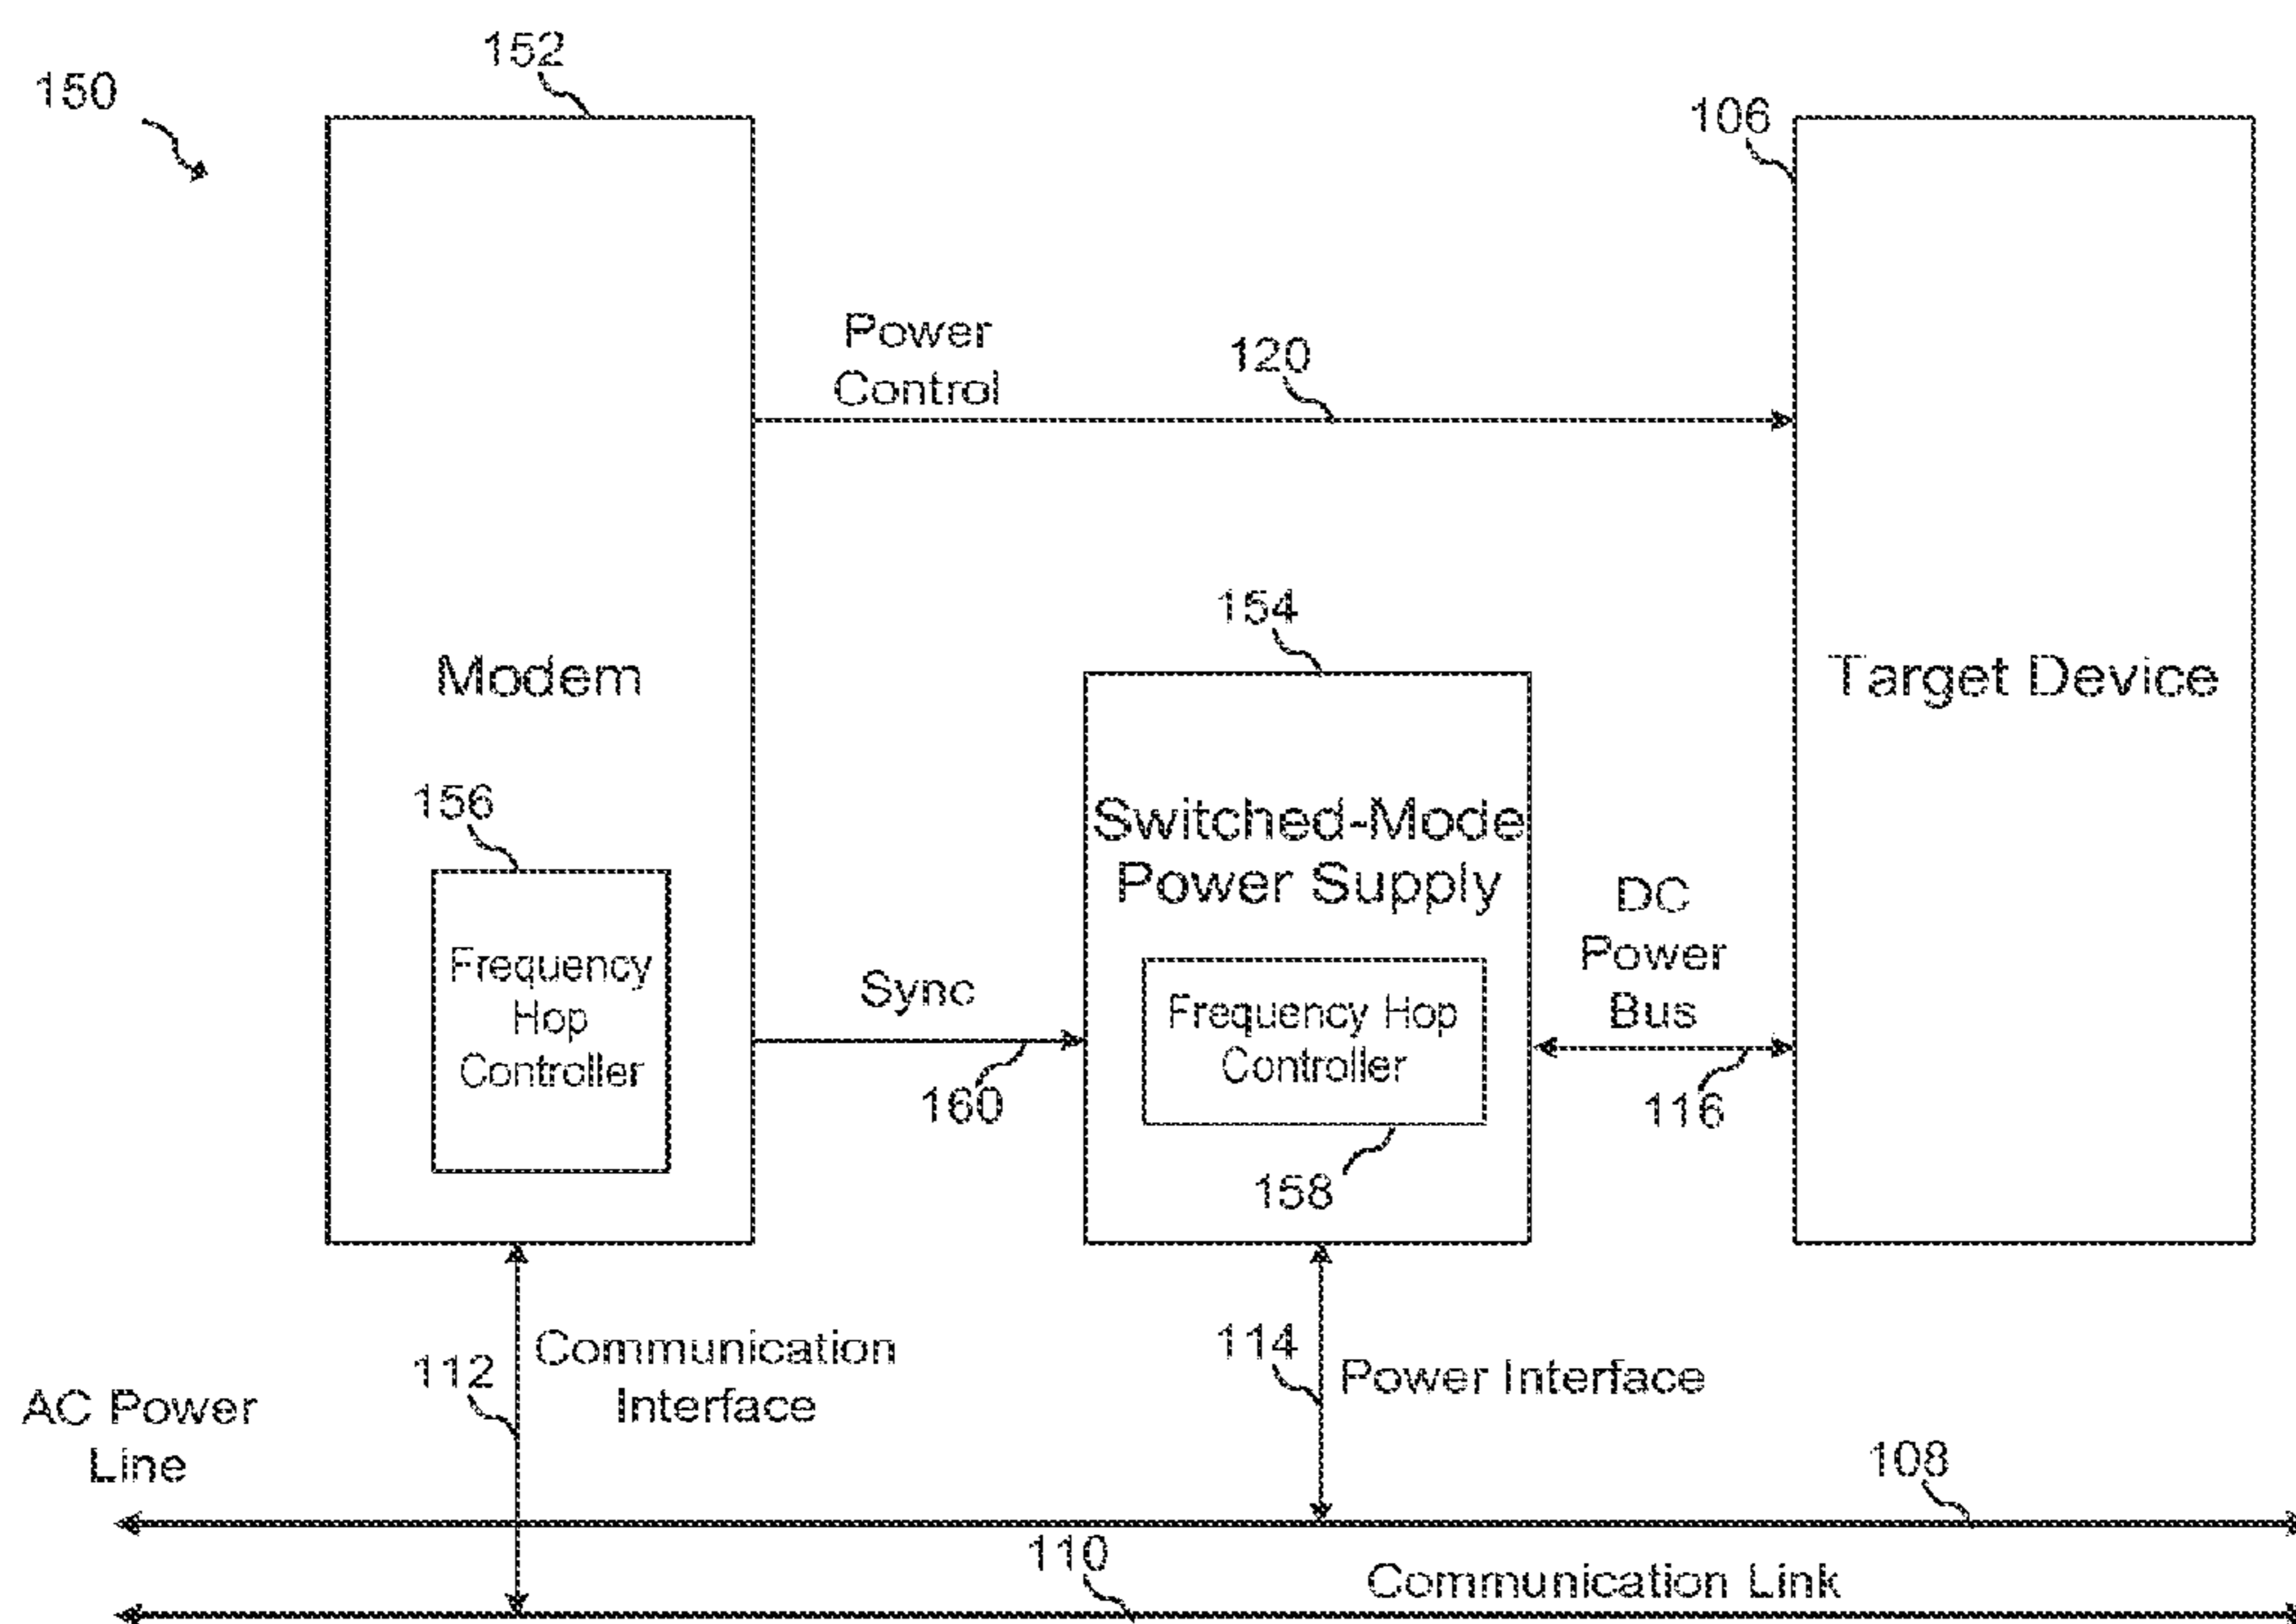 152
150
106
Power
Control
120
154
Modem
Target Device
156
Switched-Mode
Power Supply
DC
Power
Bus
Frequency
Hop
Controller
Sync
Frequency Hop
Controller
160
116
158
Communication
Interface
112
114
Power Interface
AC Power
Line
108
110
Communication Link